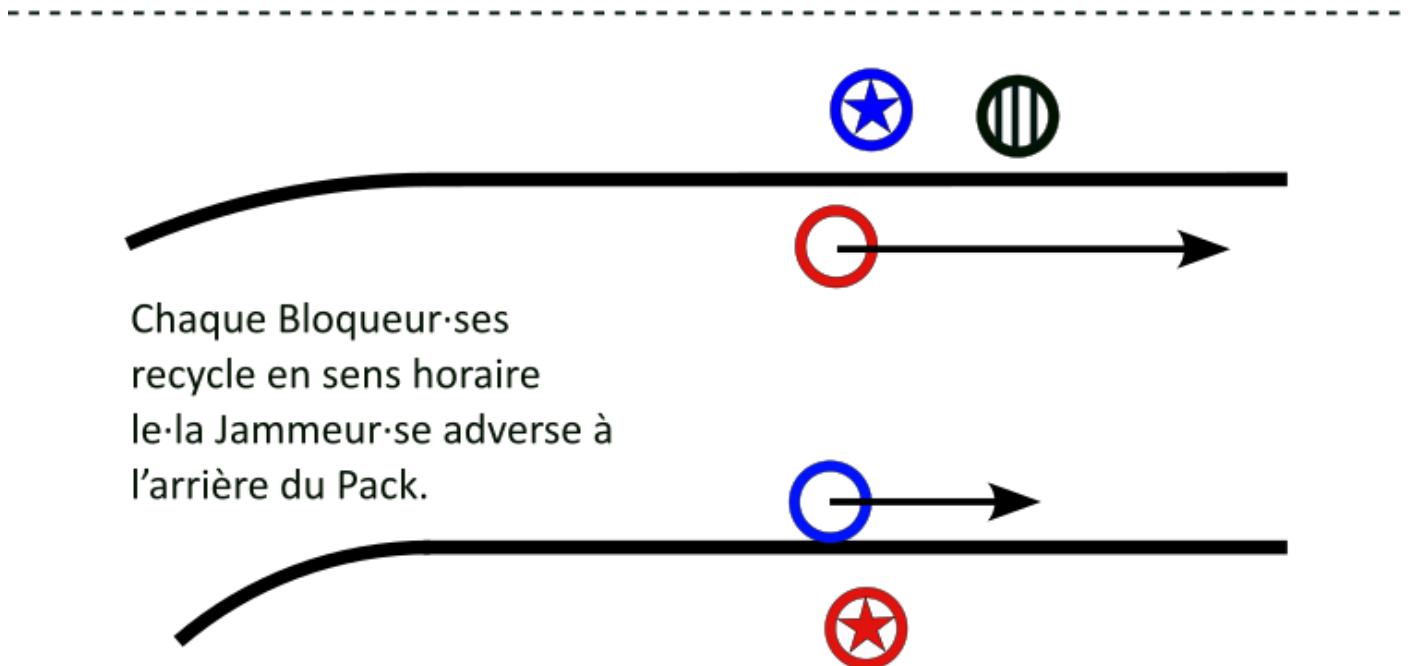 Chaque Bloqueur·ses
recycle en sens horaire
le·la Jammeur·se adverse à
l’arrière du Pack.